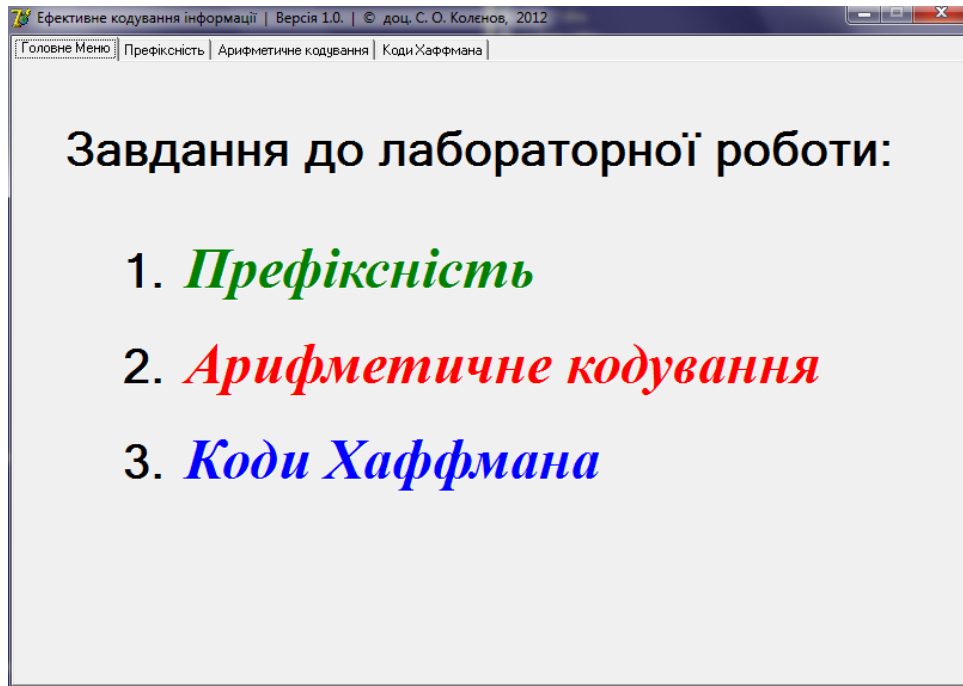 Ефективне кодування інформації | Версія 1.0. | © доц. С. О. Колєнов, 2012
Головне Меню Префіксність Арифметичне кодування Коди Хаффмана
Завдання до лабораторної роботи:
1. Префіксність
2. Арифметичне кодування
3. Коди Хаффмана